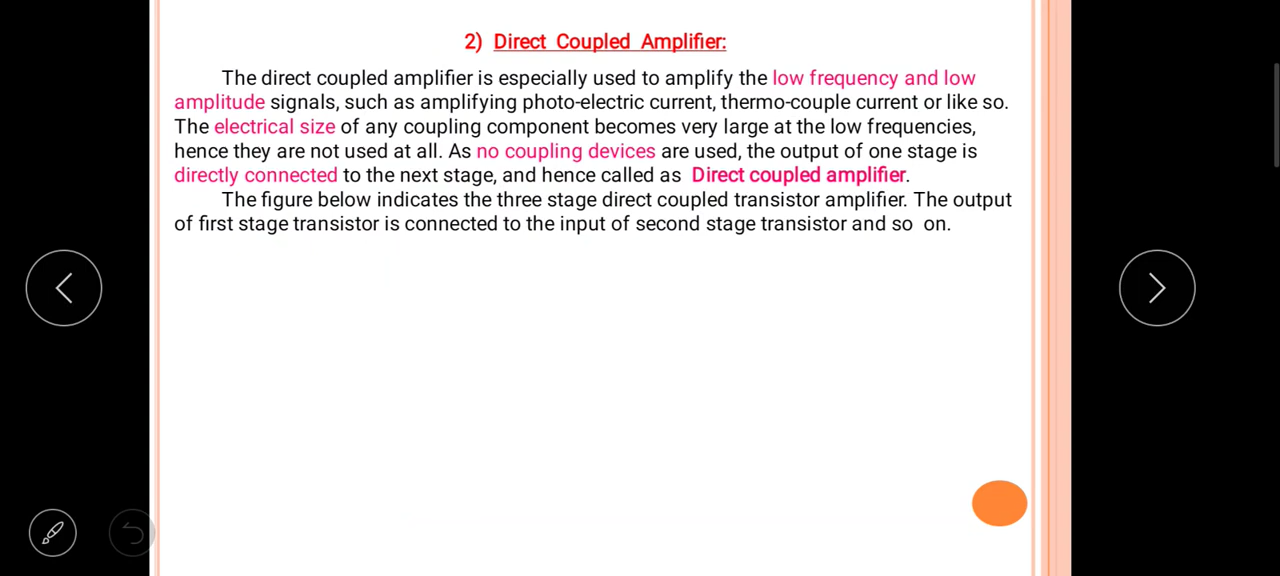 2) Direct Coupled Amplifier:
The direct coupled amplifier is especially used to amplify the low frequency and low
amplitude signals, such as amplifying photo-electric current, thermo-couple current or like so.
The electrical size of any coupling component becomes very large at the low frequencies,
hence they are not used at all. As no coupling devices are used, the output of one stage is
directly connected to the next stage, and hence called as Direct coupled amplifier.
The figure below indicates the three stage direct coupled transistor amplifier. The output
of first stage transistor is connected to the input of second stage transistor and so on.